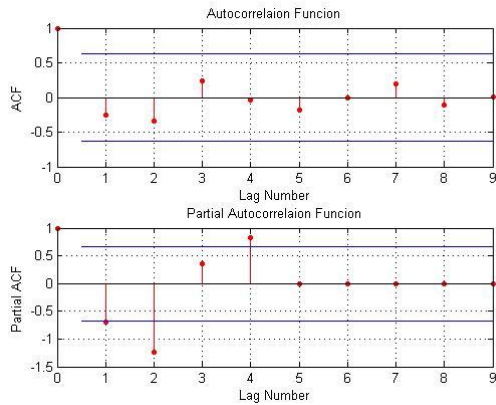 Autocorrelaion Funcion
1
0.5
0
-0.5
-1
ACF
0 1 2 3 4 5 6 7 8 9
Lag Number
Partial Autocorrelaion Funcion
1
0.5
0
-0.5
-1
-1.5
Partial ACF
0 1 2 3 4 5 6 7 8 9
Lag Number